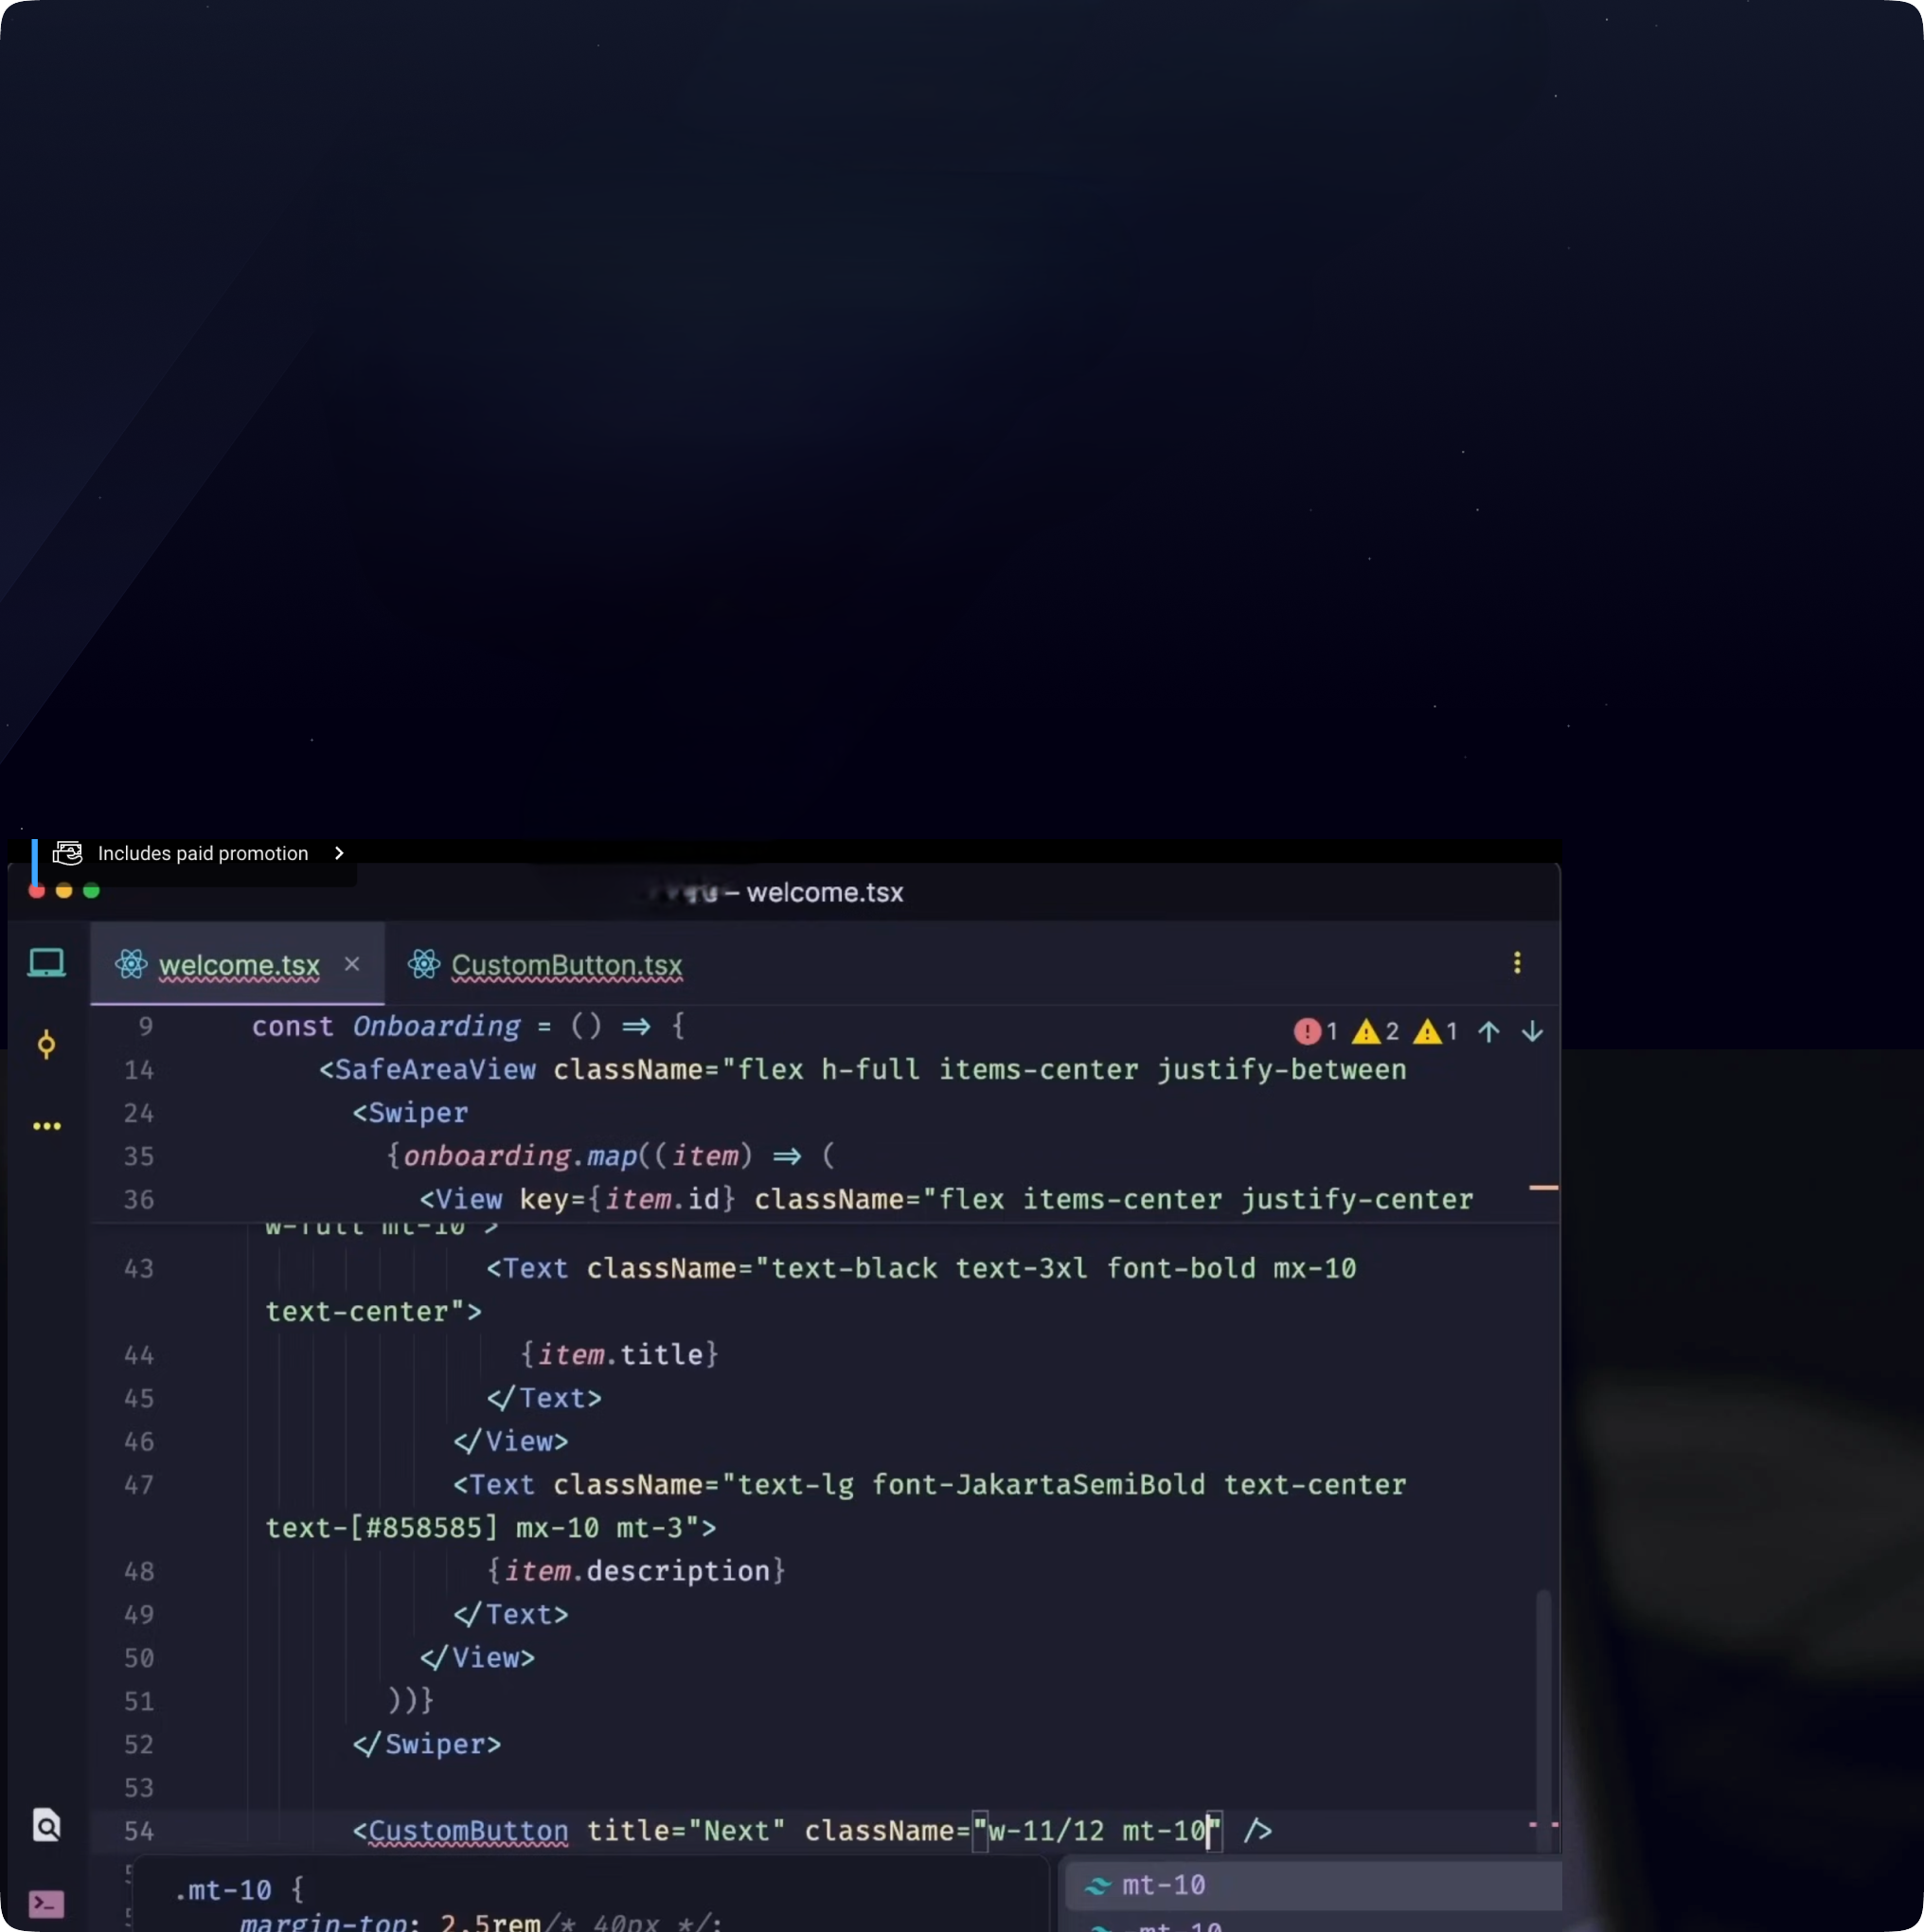 Includes paid promotion
– welcome.tsx
welcome.tsx
CustomButton.tsx
9 const Onboarding = () => {
1 2 1
14 <SafeAreaView className="flex h-full items-center justify-between
24 <Swiper
35 {onboarding.map((item) => (
36 <View key={item.id} className="flex items-center justify-center
w-full mt-10">
43 <Text className="text-black text-3xl font-bold mx-10
text-center">
44 {item.title}
45 </Text>
46 </View>
47 <Text className="text-lg font-JakartaSemiBold text-center
text-[#858585] mx-10 mt-3">
48 {item.description}
49 </Text>
50 </View>
51 ))}
52 </Swiper>
53
54 <CustomButton title="Next" className="w-11/12 mt-10" />
.mt-10 {
margin-top: 2.5rem/* 40px */;
mt-10
-mt-10